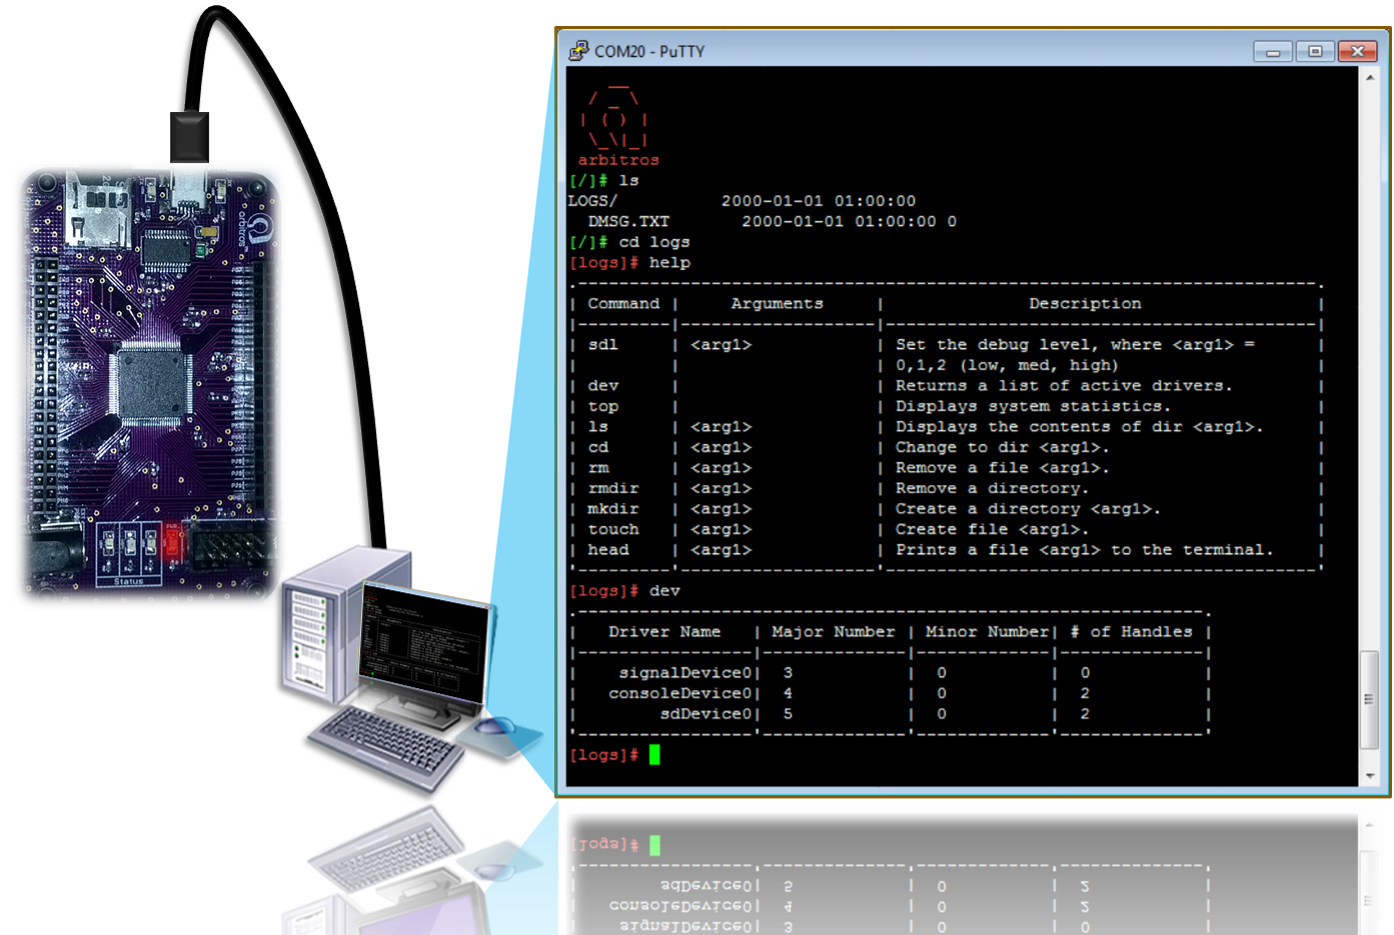 COM20 - PuTTY
arbitros
[/]# ls
LOGS/ 2000-01-01 01:00:00
DMSG.TXT 2000-01-01 01:00:00 0
[/]# cd logs
[logs]# help
| Command | Arguments | Description |
| sdl | <arg1> | Set the debug level, where <arg1> = |
| | | 0,1,2 (low, med, high) |
| dev | | Returns a list of active drivers. |
| top | | Displays system statistics. |
| ls | <arg1> | Displays the contents of dir <arg1>. |
| cd | <arg1> | Change to dir <arg1>. |
| rm | <arg1> | Remove a file <arg1>. |
| rmdir | <arg1> | Remove a directory. |
| mkdir | <arg1> | Create a directory <arg1>. |
| touch | <arg1> | Create file <arg1>. |
| head | <arg1> | Prints a file <arg1> to the terminal. |
[logs]# dev
| Driver Name | Major Number | Minor Number| # of Handles |
| signalDevice0| 3 | 0 | 0 |
| consoleDevice0| 4 | 0 | 2 |
| sdDevice0| 5 | 0 | 2 |
[logs]#
arbitros
PWR
Status